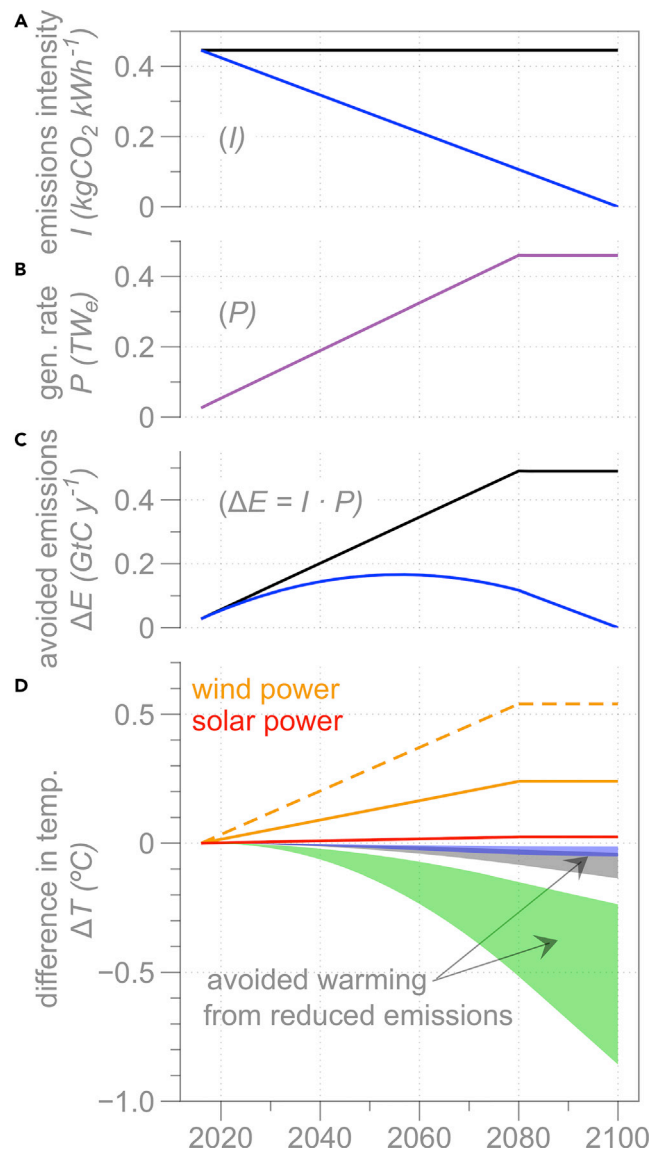 A
emissions intensity
I (kgCO₂ kWh⁻¹)
0.4
0.2
0
(I)
B
gen. rate
P (TWₑ)
0.4
0.2
0
(P)
C
avoided emissions
ΔE (GtC y⁻¹)
0.4
0.2
0
(ΔE = I · P)
D
difference in temp.
ΔT (ºC)
wind power
solar power
0.5
0
−0.5
−1.0
avoided warming
from reduced emissions
2020 2040 2060 2080 2100